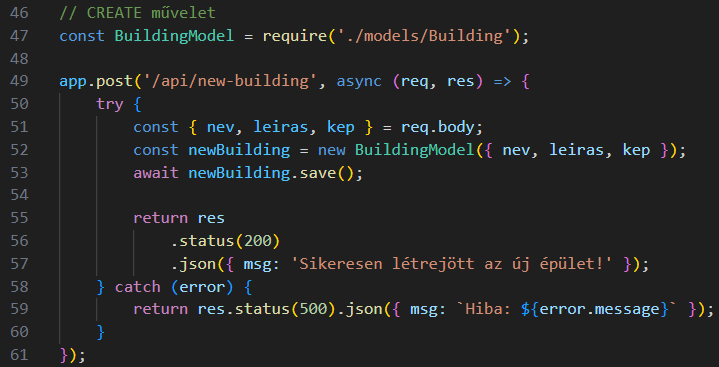 46 // CREATE művelet
47 const BuildingModel = require('./models/Building');
48
49 app.post('/api/new-building', async (req, res) => {
50     try {
51         const { nev, leiras, kep } = req.body;
52         const newBuilding = new BuildingModel({ nev, leiras, kep });
53         await newBuilding.save();
54
55         return res
56             .status(200)
57             .json({ msg: 'Sikeresen létrejött az új épület!' });
58     } catch (error) {
59         return res.status(500).json({ msg: `Hiba: ${error.message}` });
60     }
61 });